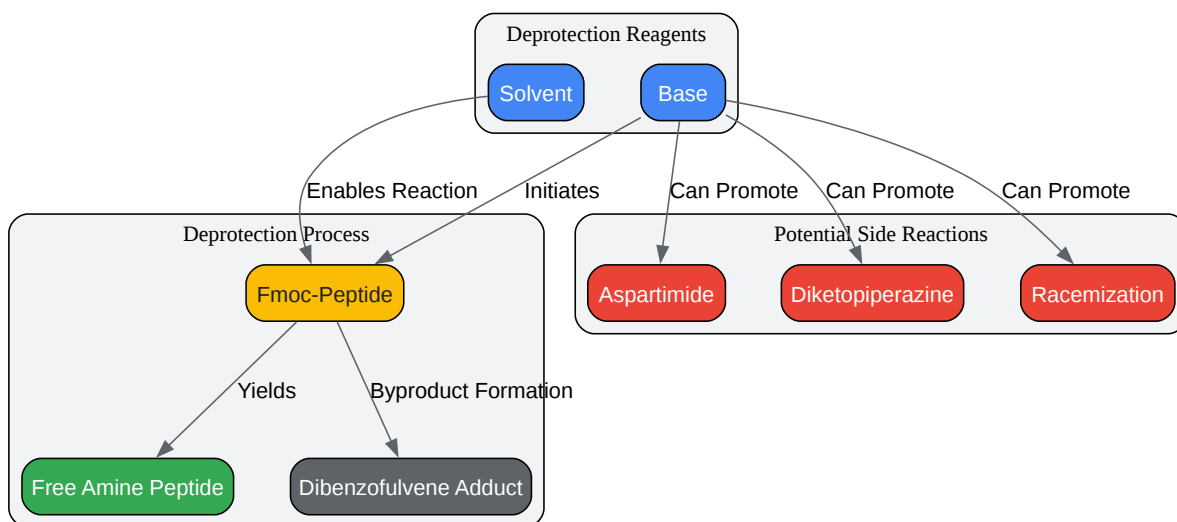 Deprotection Reagents
Solvent
Base
Enables Reaction
Initiates
Can Promote
Can Promote
Can Promote
Deprotection Process
Potential Side Reactions
Fmoc-Peptide
Aspartimide
Diketopiperazine
Racemization
Yields
Byproduct Formation
Free Amine Peptide
Dibenzofulvene Adduct